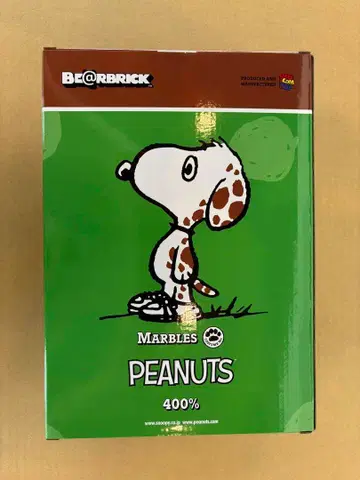 BE@RBRICK
PRODUCED AND
MANUFACTURED
MARBLES
PEANUTS
400%
www.snoopy.co.jp www.peanuts.com